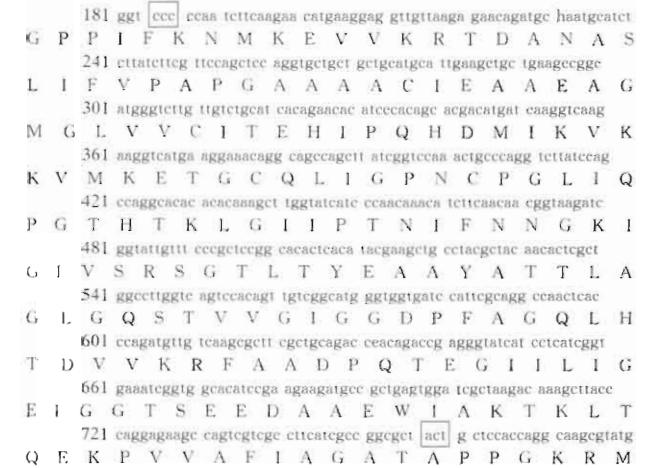 181 ggt ccc ccaa tcttcaagaa catgaaggag gttgttaaga gaacagatgc haatgcatct
G P P I F K N M K E V V K R T D A N A S
241 cttatcttcg ttccagctcc aggtgctgct gctgcatgca ttgaagctgc tgaagccggc
L I F V P A P G A A A A C I E A A E A G
301 atgggtcttg ttgtctgcat cacagaacac atcccacagc acgacatgat caaggtcaag
M G L V V C I T E H I P Q H D M I K V K
361 aaggtcatga aggaaacagg cagccagctt atcggtccaa actgcccagg tcttatccag
K V M K E T G C Q L I G P N C P G L I Q
421 ccaggcacac acacaaagct tggtatcatc ccaacaaaca tcttcaacaa cggtaagatc
P G T H T K L G I I P T N I F N N G K I
481 ggtattgttt cccgctccgg cacactcaca tacgaagctg cctacgctac aacactcgct
G I V S R S G T L T Y E A A Y A T T L A
541 ggccttggtc agtccacagt tgtcggcatg ggtggtgatc cattcgcagg ccaactcac
G L G Q S T V V G I G G D P F A G Q L H
601 ccagatgttg tcaagcgctt cgctgcagac ccacagaccg agggtatcat cctcatcggt
T D V V K R F A A D P Q T E G I I L I G
661 gaaatcggtg gcacatccga agaagatgcc gctgagtgga tcgctaagac aaagcttacc
E I G G T S E E D A A E W I A K T K L T
721 caggagaagc cagtcgtcgc cttcatcgcc ggcgct act g ctccaccagg caagcgtatg
Q E K P V V A F I A G A T A P P G K R M